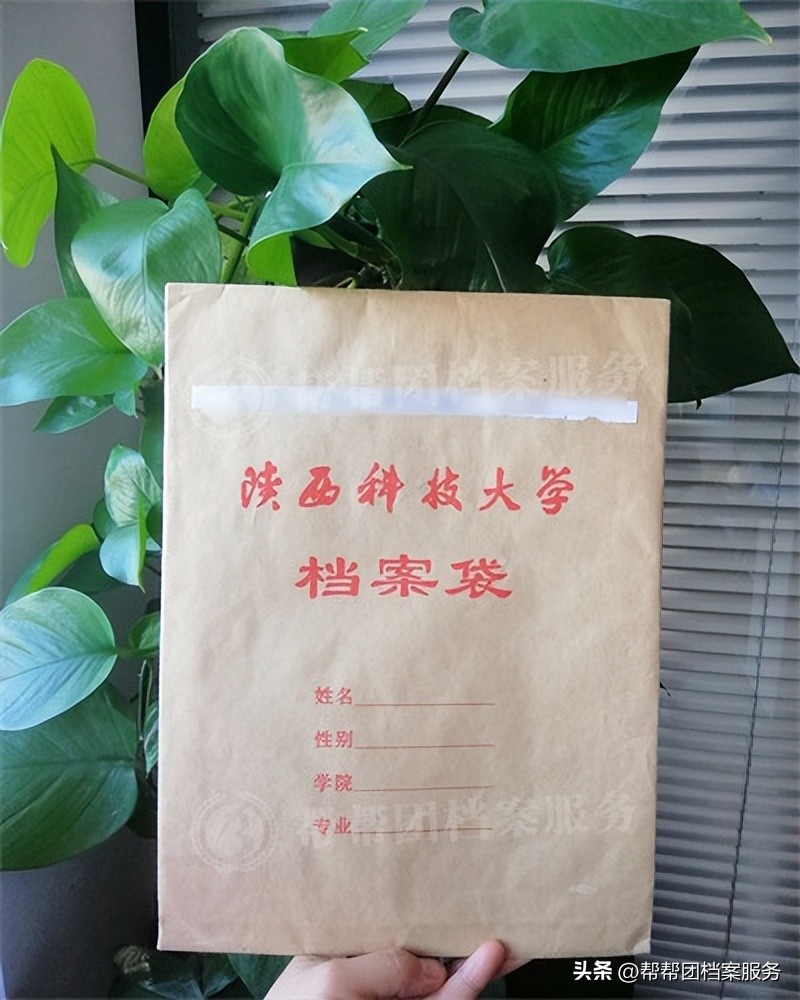 帮帮团档案服务
陕西科技大学
档案袋
姓名
性别
学院
专业
帮帮团档案服务
头条 @帮帮团档案服务